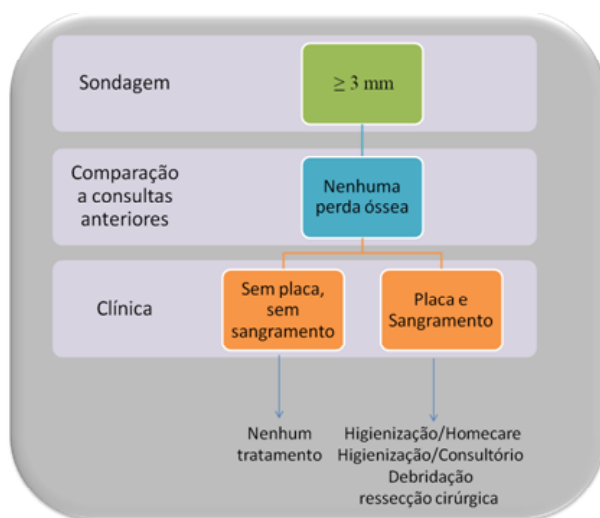 Sondagem
≥ 3 mm
Comparação
a consultas
anteriores
Nenhuma
perda óssea
Clínica
Sem placa,
sem
sangramento
Placa e
Sangramento
Nenhum
tratamento
Higienização/Homecare
Higienização/Consultório
Debridação
ressecção cirúrgica